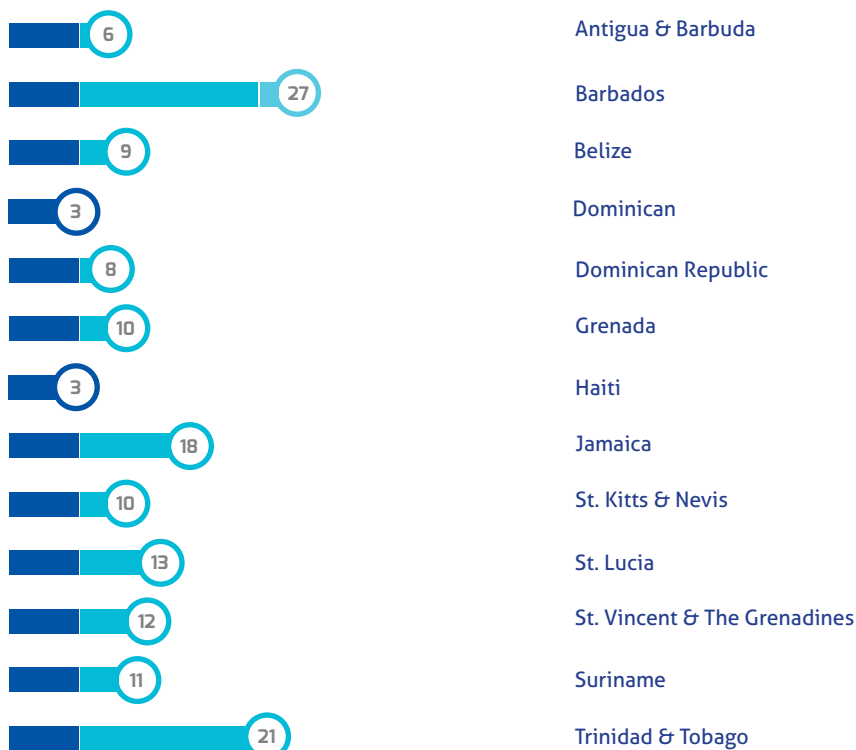 6 Antigua & Barbuda
27 Barbados
9 Belize
3 Dominican
8 Dominican Republic
10 Grenada
3 Haiti
18 Jamaica
10 St. Kitts & Nevis
13 St. Lucia
12 St. Vincent & The Grenadines
11 Suriname
21 Trinidad & Tobago